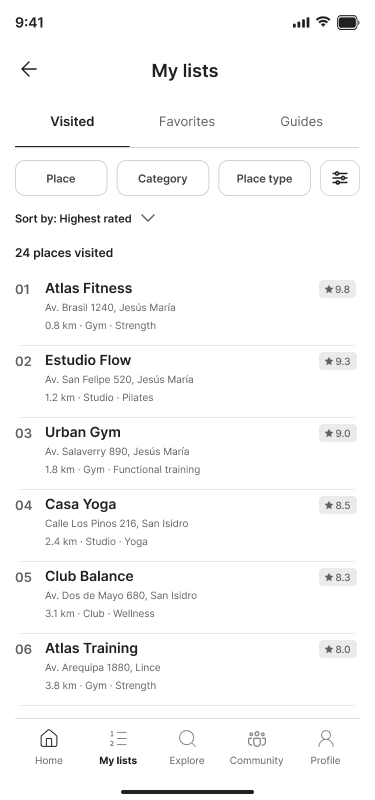 9:41
My lists
Visited
Favorites
Guides
Place
Category
Place type
Sort by: Highest rated
24 places visited
01 Atlas Fitness 9.8
Av. Brasil 1240, Jesús María
0.8 km · Gym · Strength
02 Estudio Flow 9.3
Av. San Felipe 520, Jesús María
1.2 km · Studio · Pilates
03 Urban Gym 9.0
Av. Salaverry 890, Jesús María
1.8 km · Gym · Functional training
04 Casa Yoga 8.5
Calle Los Pinos 216, San Isidro
2.4 km · Studio · Yoga
05 Club Balance 8.3
Av. Dos de Mayo 680, San Isidro
3.1 km · Club · Wellness
06 Atlas Training 8.0
Av. Arequipa 1880, Lince
3.8 km · Gym · Strength
Home
1
2
My lists
Explore
Community
Profile